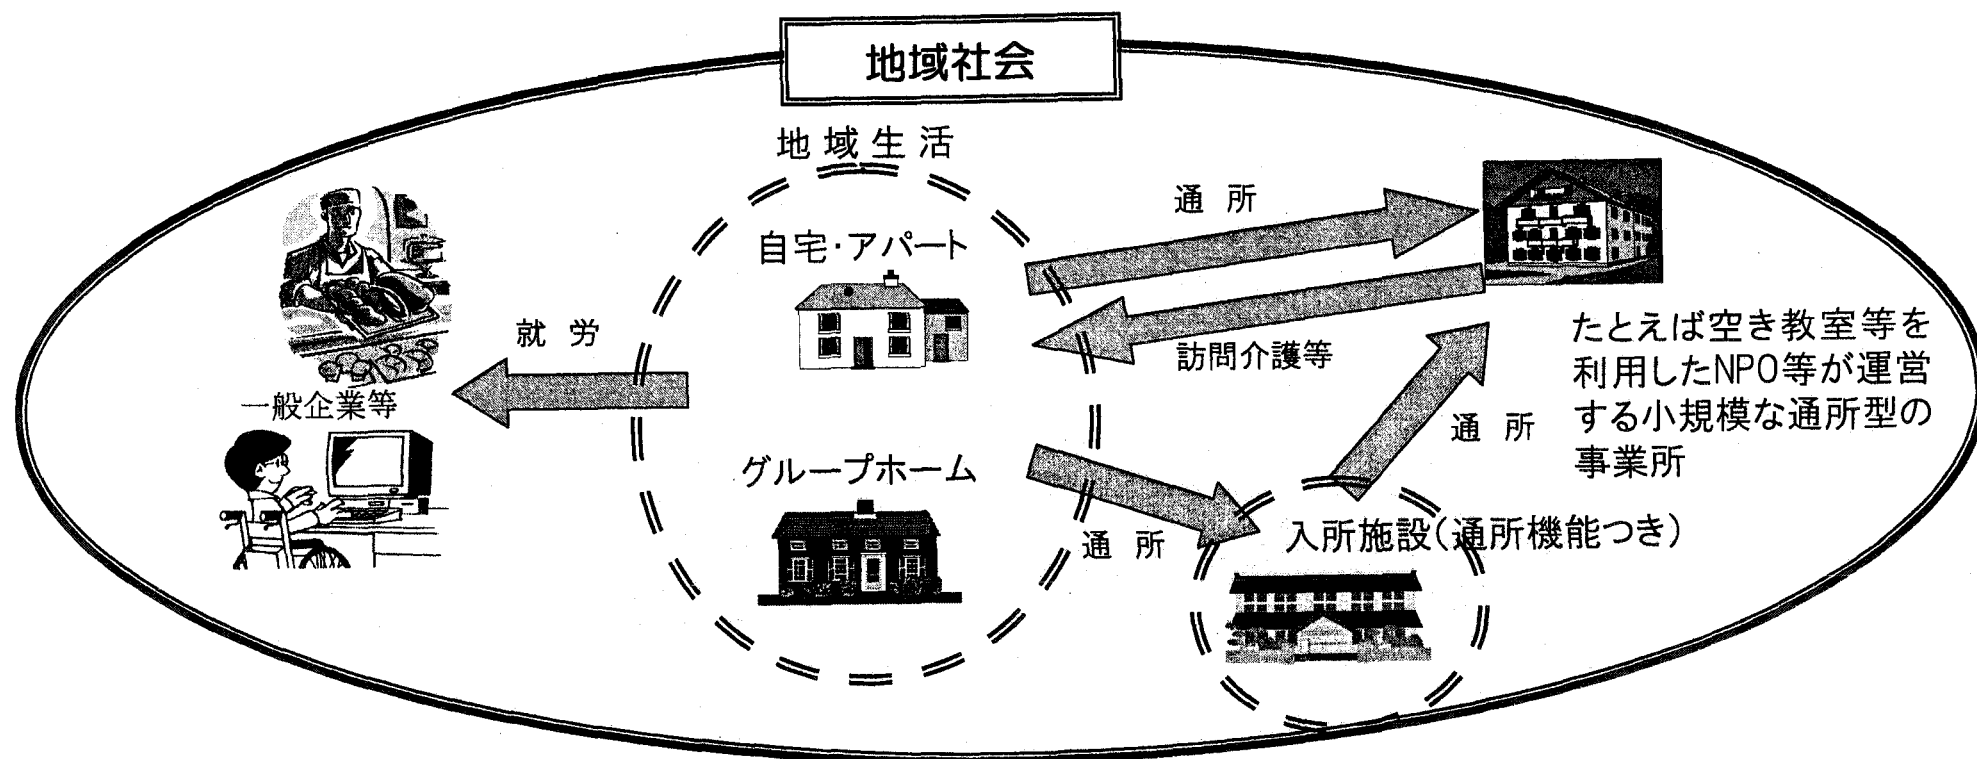 地域社会
地域生活
自宅・アパート
グループホーム
就労
一般企業等
通所
訪問介護等
通所
通所
たとえば空き教室等を
利用したNPO等が運営
する小規模な通所型の
事業所
入所施設(通所機能つき)